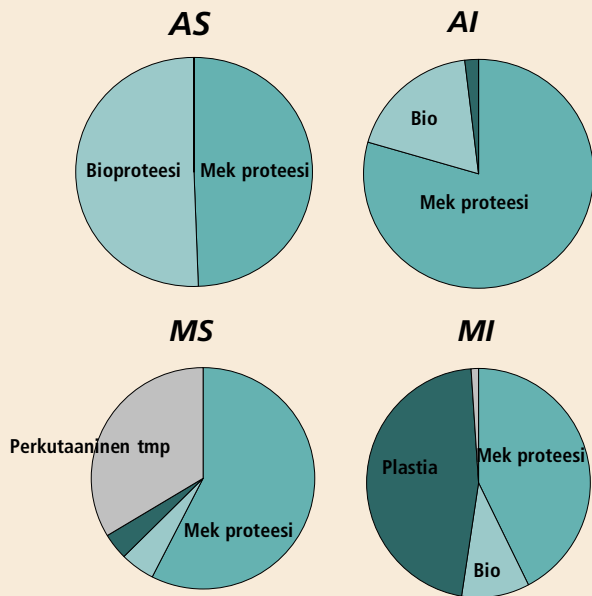 AS
AI
Bioproteesi
Mek proteesi
Bio
Mek proteesi
MS
MI
Perkutaaninen tmp
Mek proteesi
Plastia
Mek proteesi
Bio